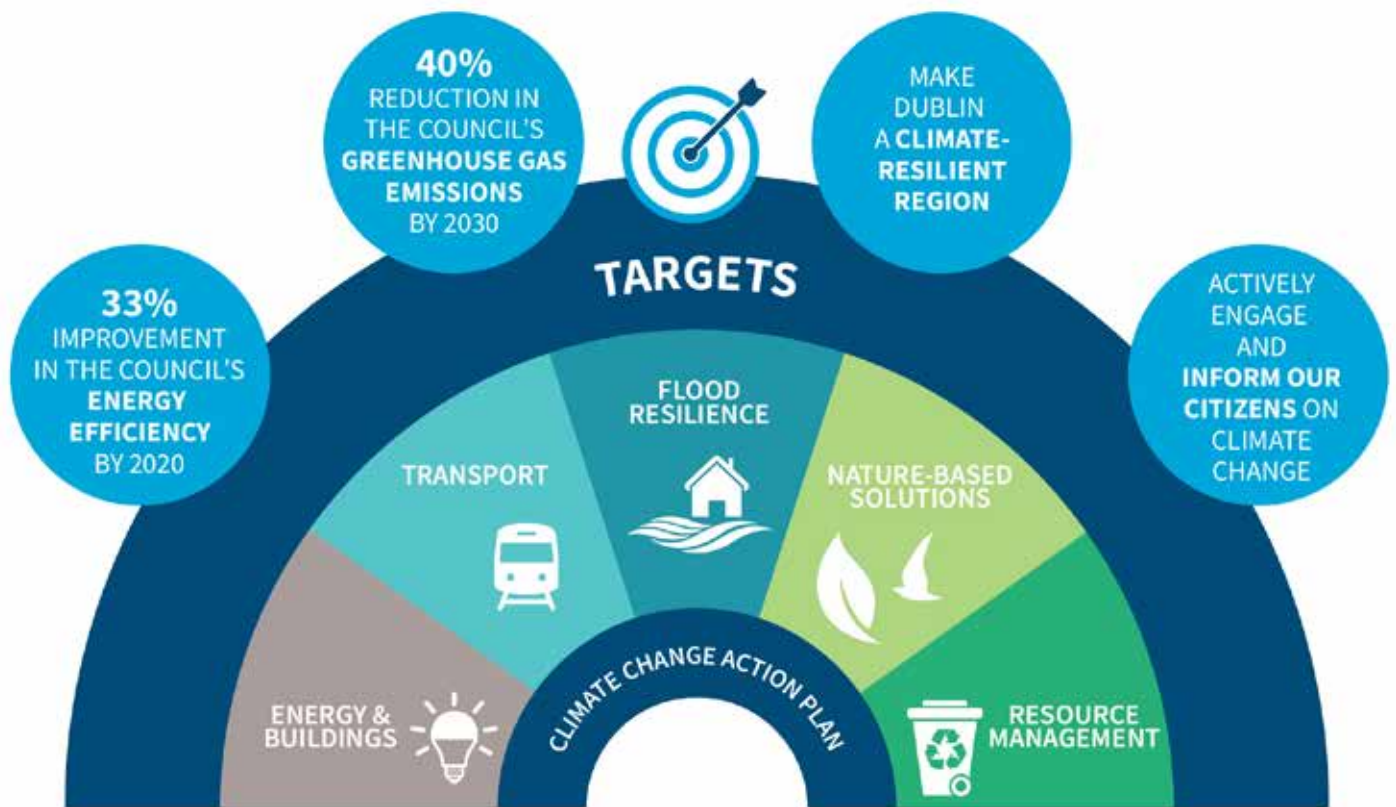 40%
REDUCTION IN
THE COUNCIL'S
GREENHOUSE GAS
EMISSIONS
BY 2030
MAKE
DUBLIN
A CLIMATE-
RESILIENT
REGION
33%
IMPROVEMENT
IN THE COUNCIL'S
ENERGY
EFFICIENCY
BY 2020
ACTIVELY
ENGAGE
AND
INFORM OUR
CITIZENS ON
CLIMATE
CHANGE
TARGETS
FLOOD
RESILIENCE
TRANSPORT
NATURE-BASED
SOLUTIONS
ENERGY &
BUILDINGS
RESOURCE
MANAGEMENT
CLIMATE CHANGE ACTION PLAN